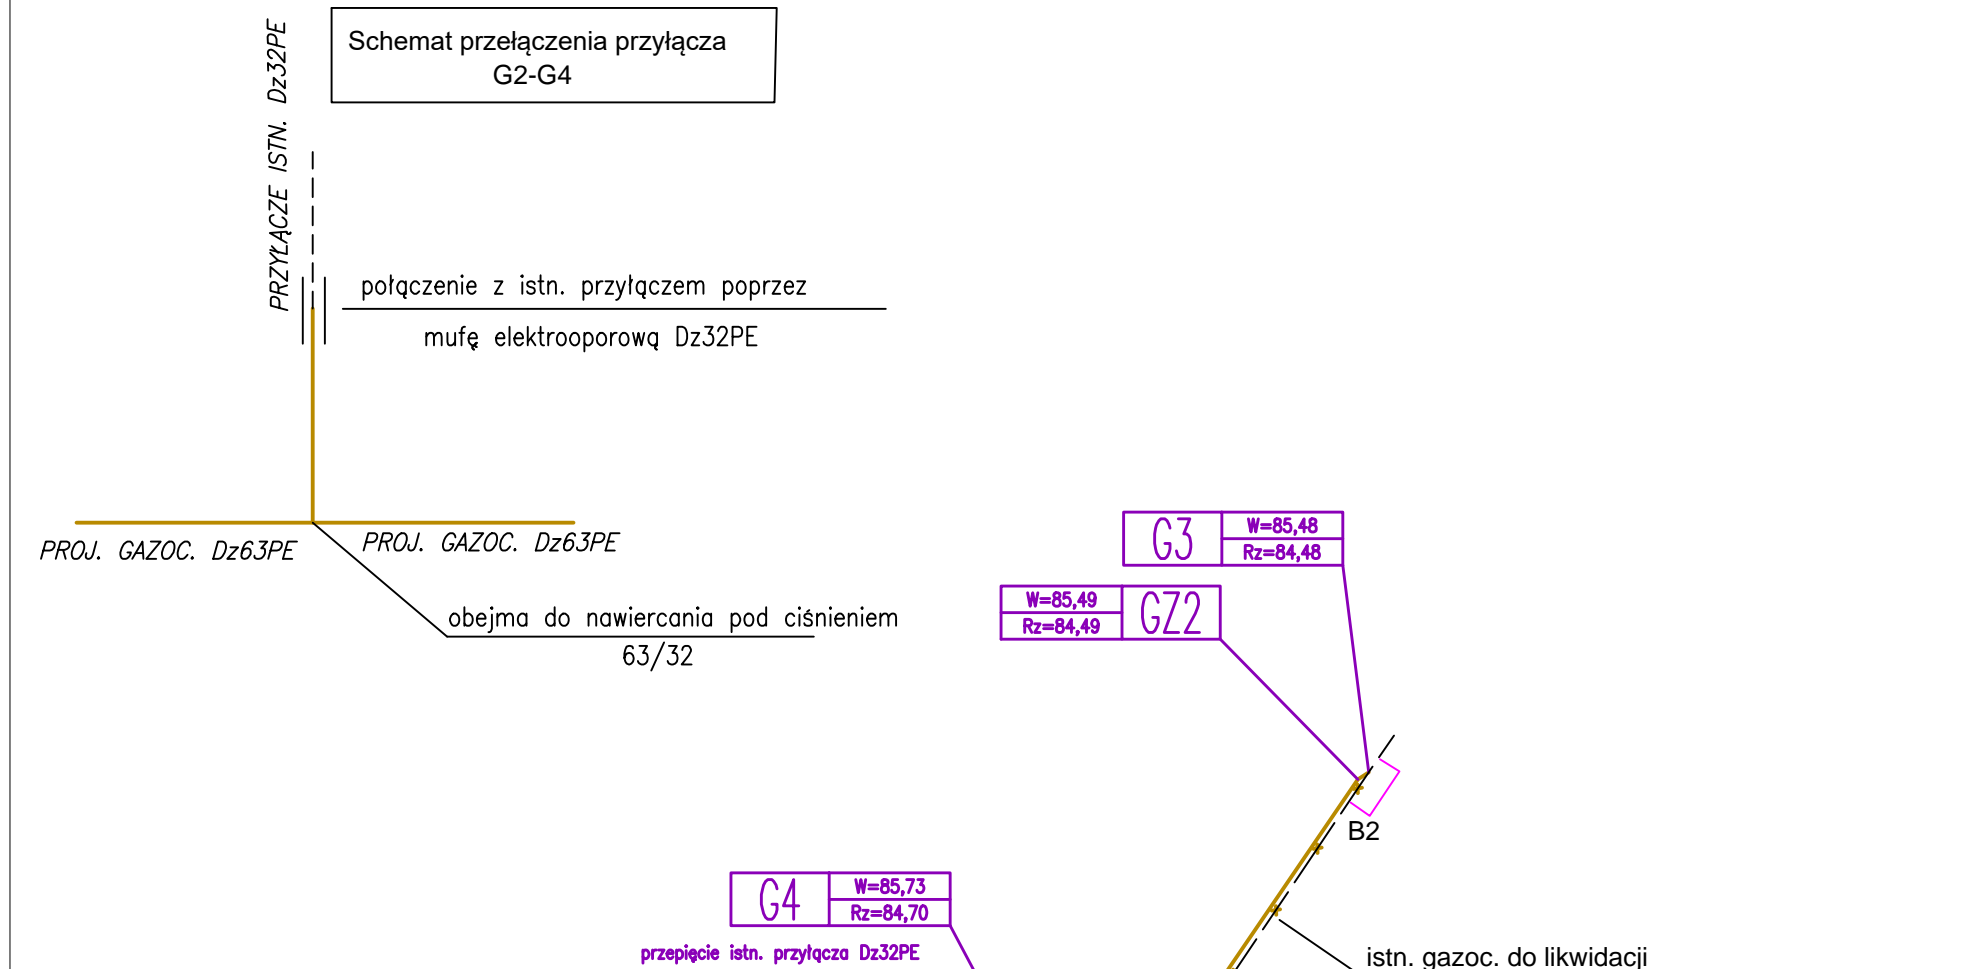 Schemat przełączenia przyłącza
G2-G4
PRZYŁĄCZE ISTN. Dz32PE
połączenie z istn. przyłączem poprzez
mufę elektrooporową Dz32PE
PROJ. GAZOC. Dz63PE
PROJ. GAZOC. Dz63PE
obejma do nawiercania pod ciśnieniem
63/32
G3
W=85,48
Rz=84,48
W=85,49
Rz=84,49
GZ2
B2
G4
W=85,73
Rz=84,70
przepięcie istn. przyłącza Dz32PE
istn. gazoc. do likwidacji